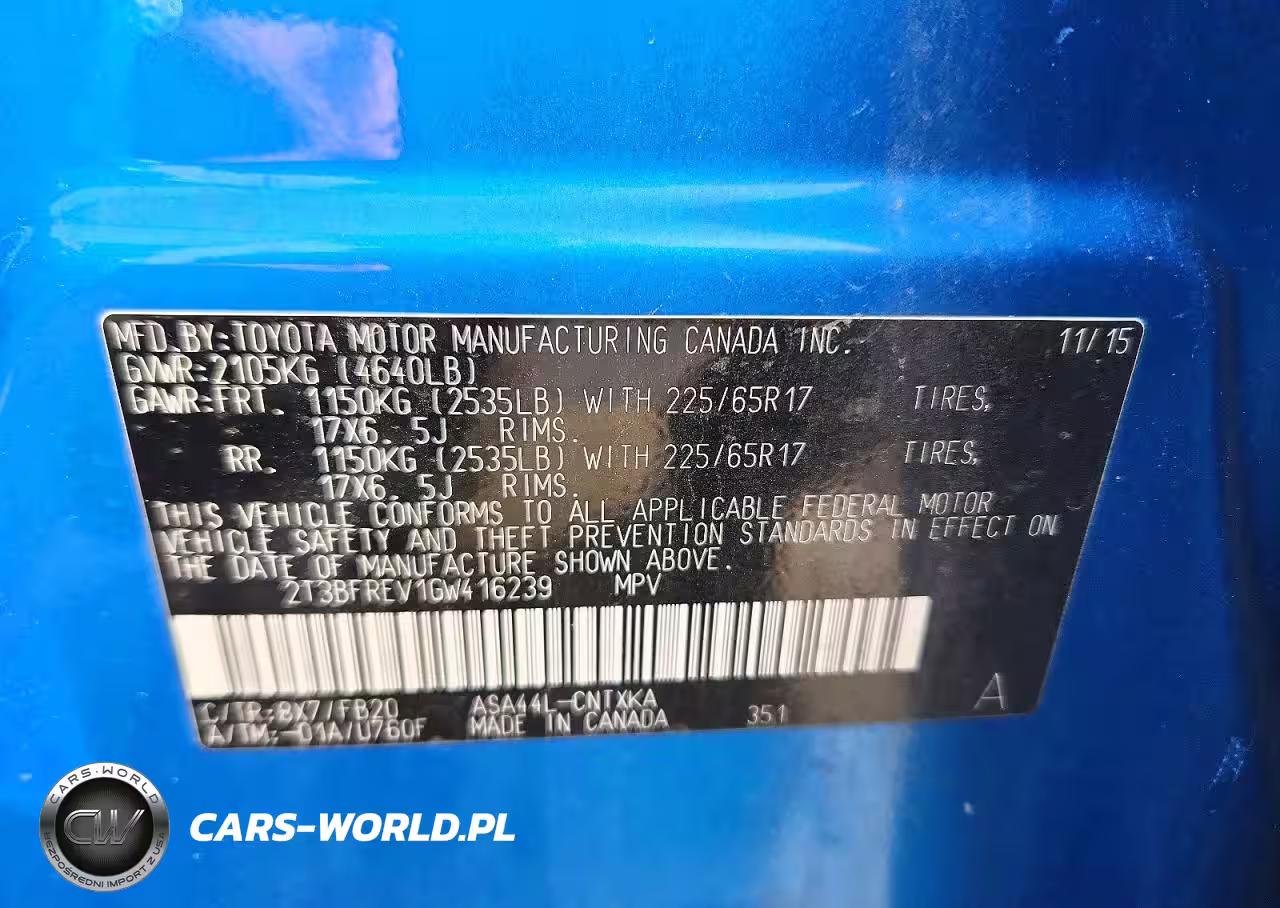 MFD BY:TOYOTA MOTOR MANUFACTURING CANADA INC. 11/15
GVWR:2105KG (4640LB)
GAWR:FRT. 1150KG (2535LB) WITH 225/65R17 TIRES,
17X6. 5J RIMS.
RR. 1150KG (2535LB) WITH 225/65R17 TIRES,
17X6. 5J RIMS.
THIS VEHICLE CONFORMS TO ALL APPLICABLE FEDERAL MOTOR
VEHICLE SAFETY AND THEFT PREVENTION STANDARDS IN EFFECT ON
THE DATE OF MANUFACTURE SHOWN ABOVE.
2T3BFREV1GW416239 MPV
C/TR:8X7/FB20 ASA44L-CNTXKA
A/TM:-01A/U760F MADE IN CANADA 351 A
CARS-WORLD
CW
BEZPOŚREDNI IMPORT Z USA
CARS-WORLD.PL